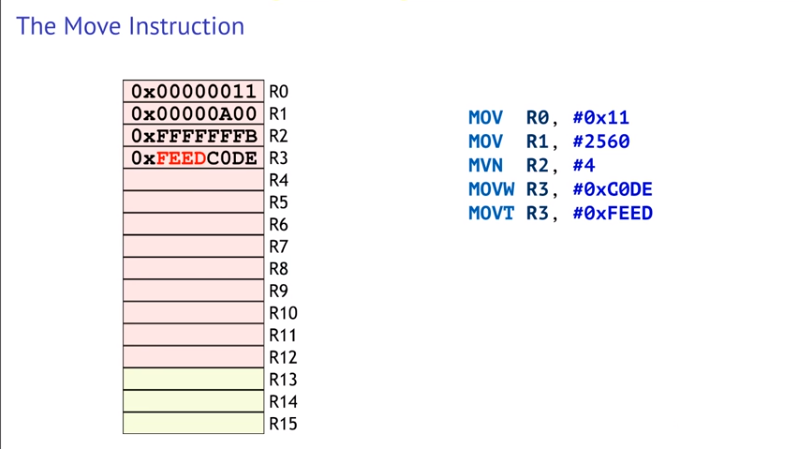 The Move Instruction
0x00000011 R0
0x00000A00 R1
0xFFFFFFFB R2
0xFEEDC0DE R3
R4
R5
R6
R7
R8
R9
R10
R11
R12
R13
R14
R15
MOV R0, #0x11
MOV R1, #2560
MVN R2, #4
MOVW R3, #0xC0DE
MOVT R3, #0xFEED